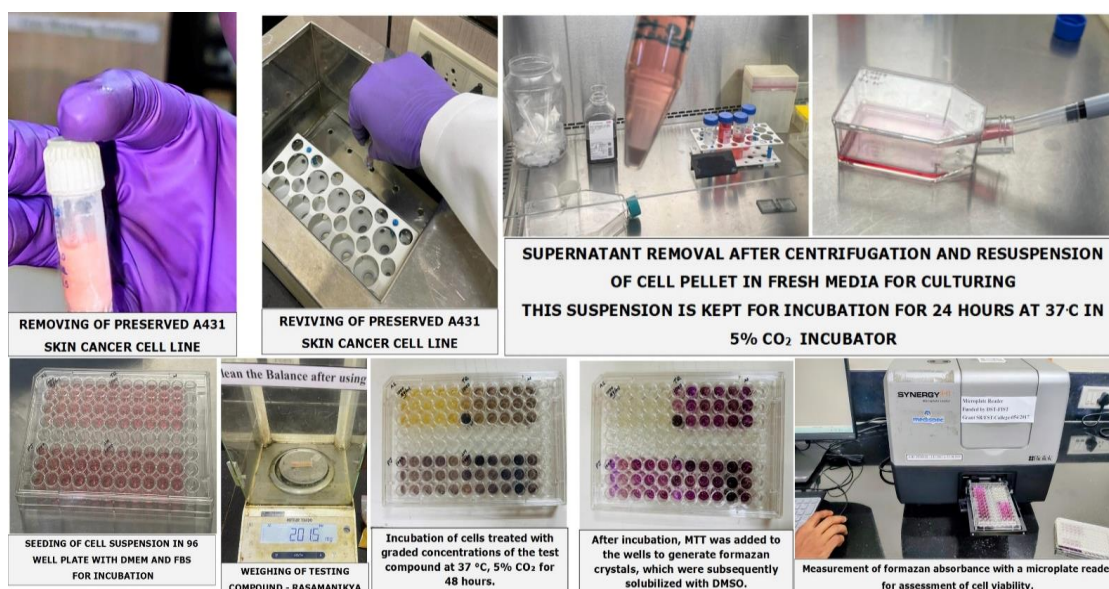 REMOVING OF PRESERVED A431
SKIN CANCER CELL LINE
REVIVING OF PRESERVED A431
SKIN CANCER CELL LINE
SUPERNATANT REMOVAL AFTER CENTRIFUGATION AND RESUSPENSION
OF CELL PELLET IN FRESH MEDIA FOR CULTURING
THIS SUSPENSION IS KEPT FOR INCUBATION FOR 24 HOURS AT 37·C IN
5% CO₂ INCUBATOR
SEEDING OF CELL SUSPENSION IN 96
WELL PLATE WITH DMEM AND FBS
FOR INCUBATION
lean the Balance after using
201.5 mg
WEIGHING OF TESTING
COMPOUND - RASAMANIKYA
Incubation of cells treated with
graded concentrations of the test
compound at 37 °C, 5% CO₂ for
48 hours.
After incubation, MTT was added to
the wells to generate formazan
crystals, which were subsequently
solubilized with DMSO.
SYNERGY
Microplate Reader
Funded by DST-FIST
Measurement of formazan absorbance with a microplate reade
for assessment of cell viability.